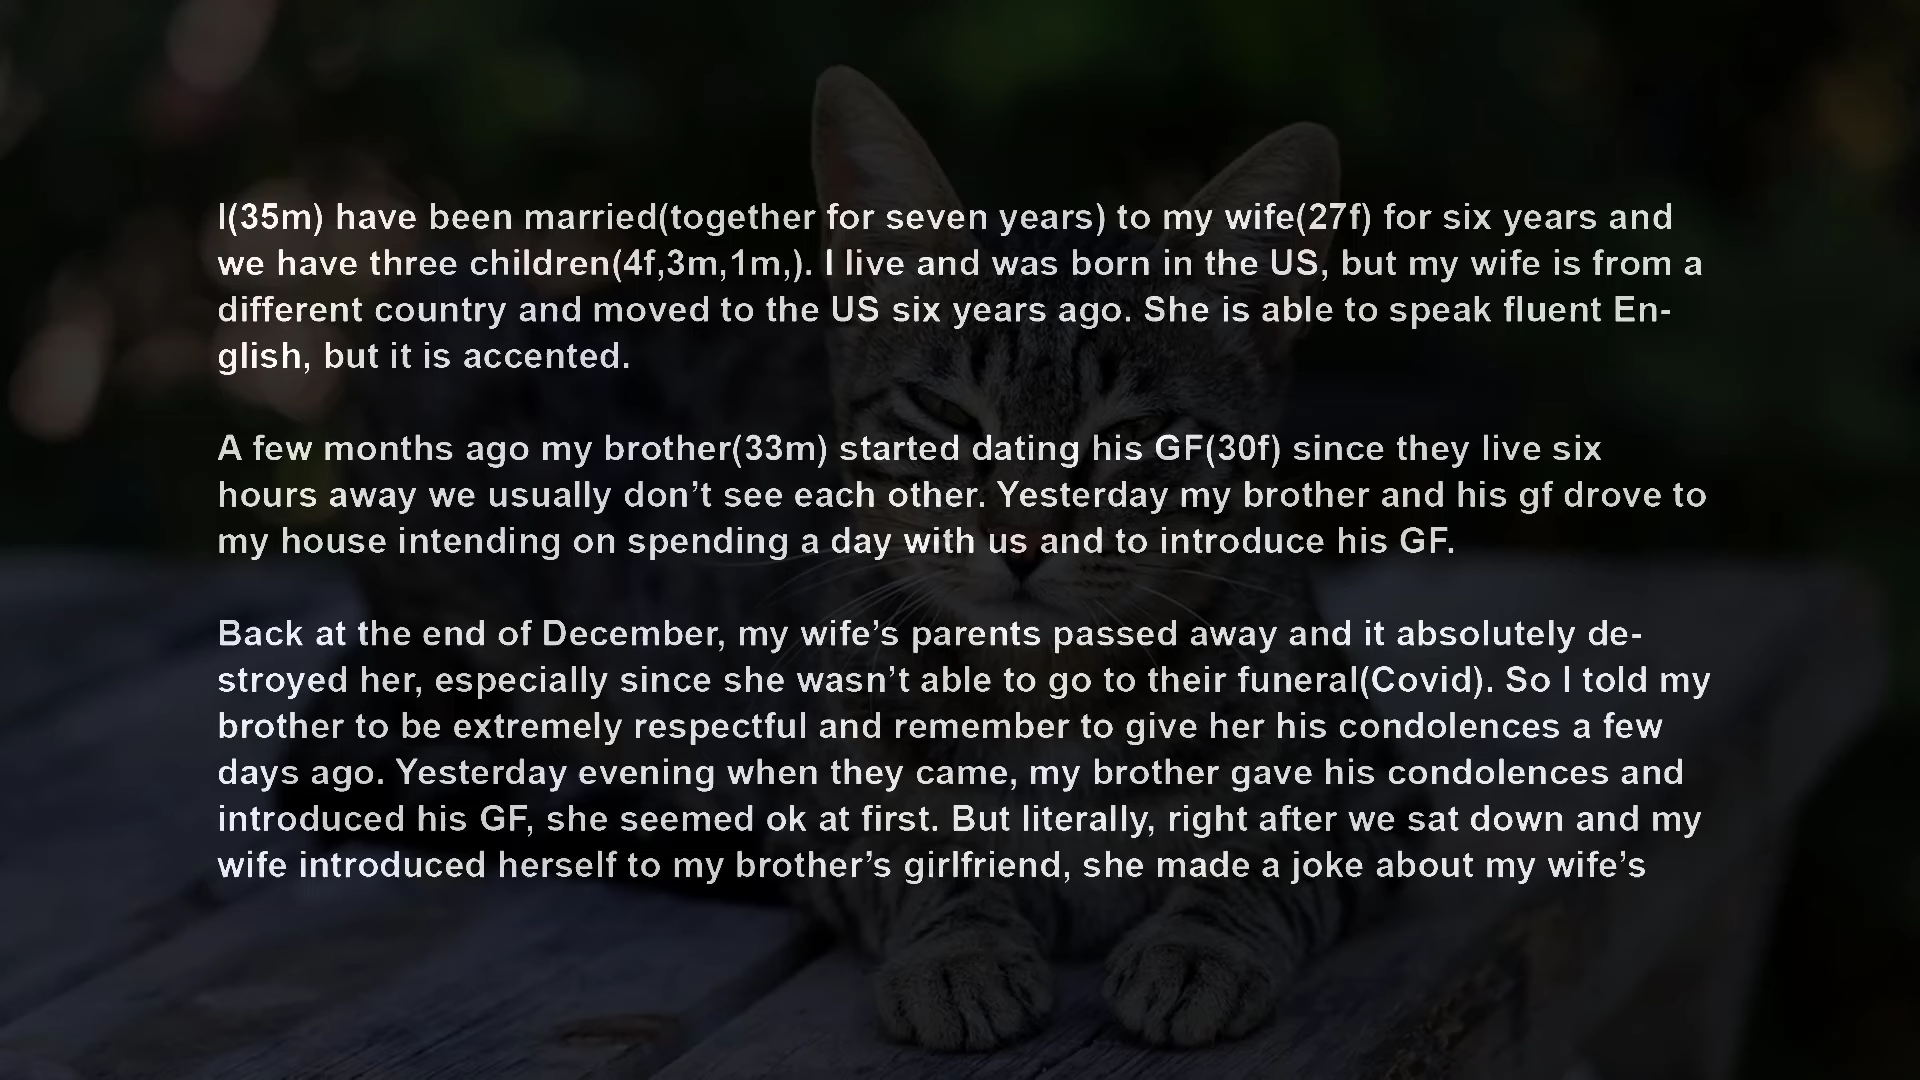 I(35m) have been married(together for seven years) to my wife(27f) for six years and
we have three children(4f,3m,1m,). I live and was born in the US, but my wife is from a
different country and moved to the US six years ago. She is able to speak fluent En-
glish, but it is accented.
A few months ago my brother(33m) started dating his GF(30f) since they live six
hours away we usually don’t see each other. Yesterday my brother and his gf drove to
my house intending on spending a day with us and to introduce his GF.
Back at the end of December, my wife’s parents passed away and it absolutely de-
stroyed her, especially since she wasn’t able to go to their funeral(Covid). So I told my
brother to be extremely respectful and remember to give her his condolences a few
days ago. Yesterday evening when they came, my brother gave his condolences and
introduced his GF, she seemed ok at first. But literally, right after we sat down and my
wife introduced herself to my brother’s girlfriend, she made a joke about my wife’s